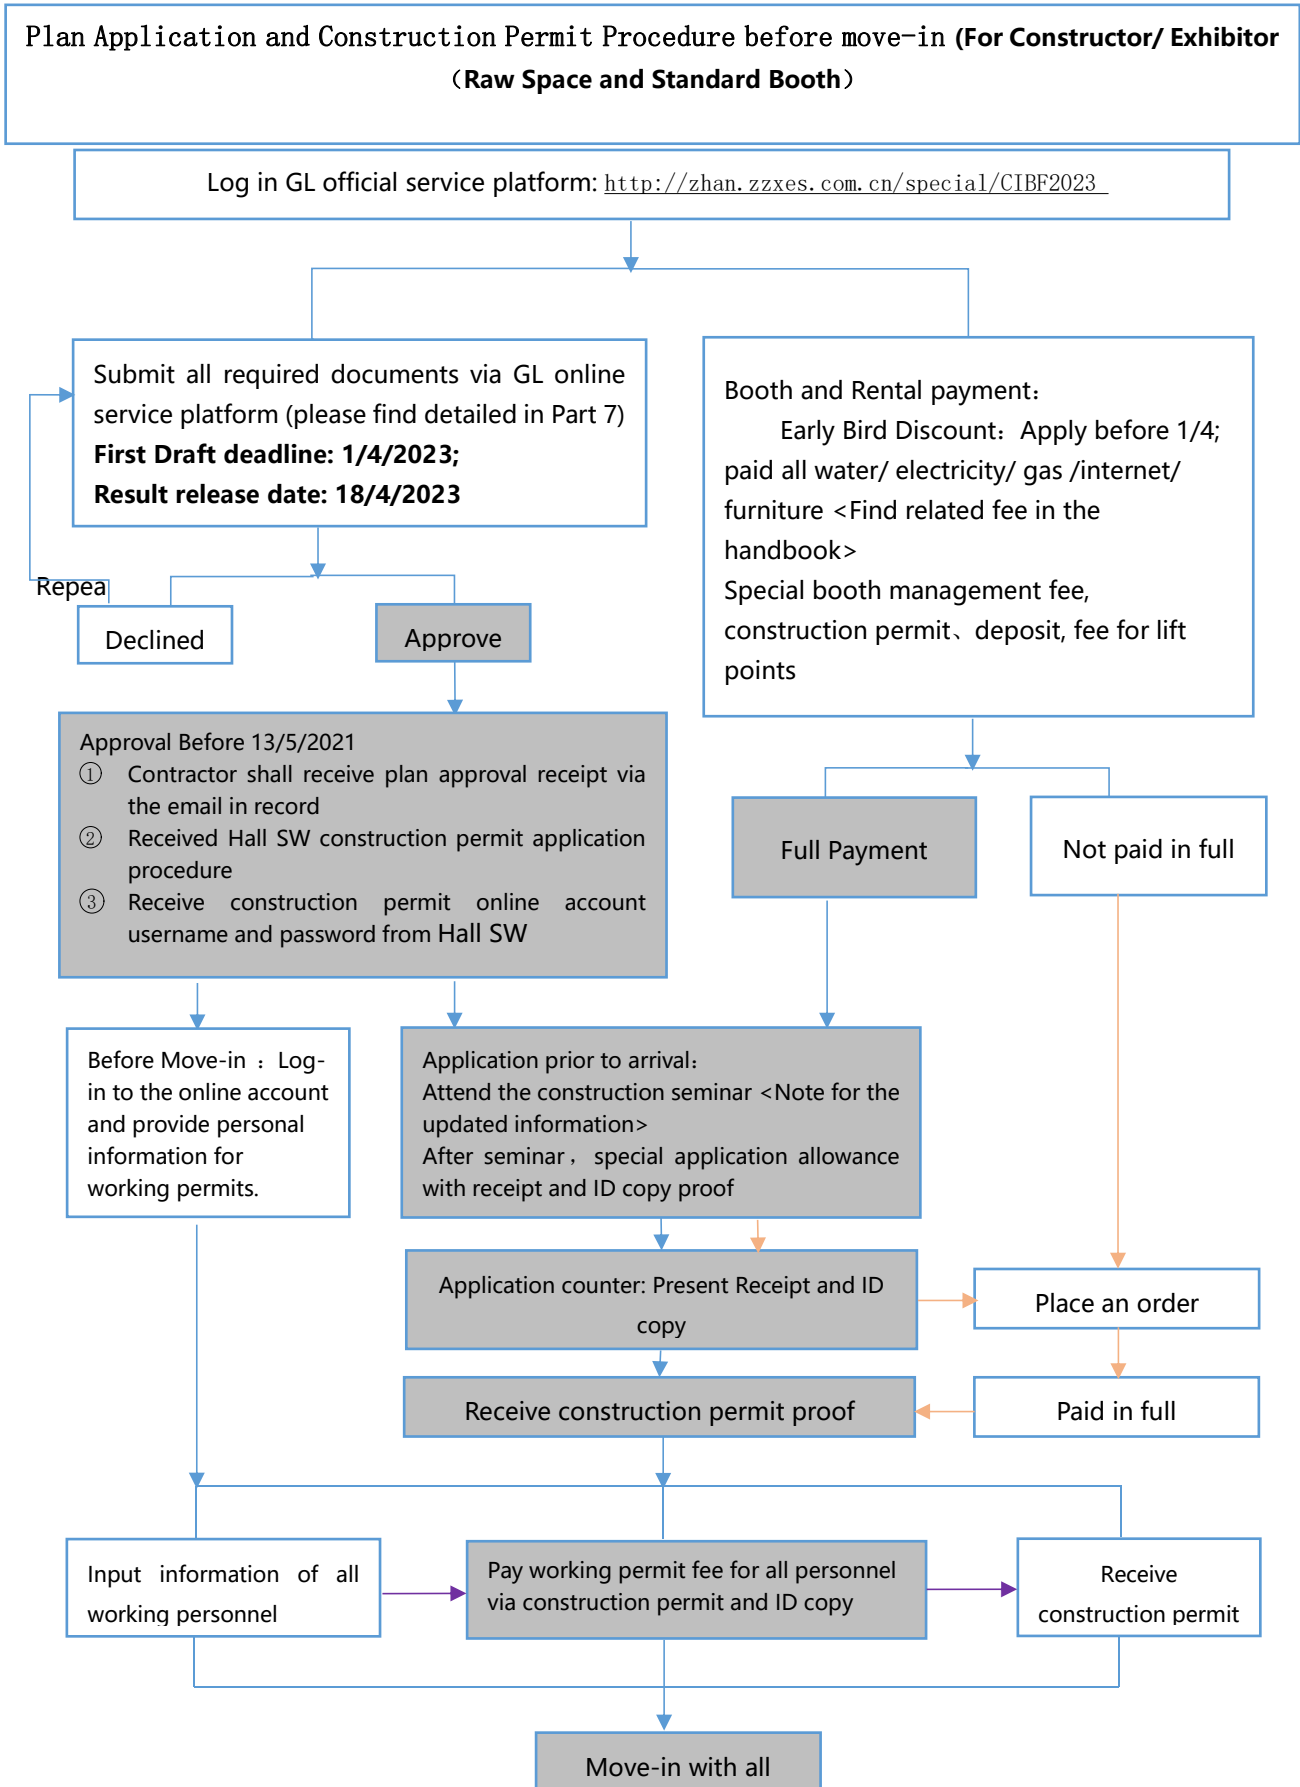 Plan Application and Construction Permit Procedure before move-in (For Constructor/ Exhibitor
（Raw Space and Standard Booth）
Log in GL official service platform: http://zhan.zzxes.com.cn/special/CIBF2023
Submit all required documents via GL online
service platform (please find detailed in Part 7)
First Draft deadline: 1/4/2023;
Result release date: 18/4/2023
Booth and Rental payment：
Early Bird Discount：Apply before 1/4;
paid all water/ electricity/ gas /internet/
furniture <Find related fee in the
handbook>
Special booth management fee,
construction permit、deposit, fee for lift
points
Repea
Declined
Approve
Approval Before 13/5/2021
① Contractor shall receive plan approval receipt via
the email in record
② Received Hall SW construction permit application
procedure
③ Receive construction permit online account
username and password from Hall SW
Full Payment
Not paid in full
Before Move-in ：Log-
in to the online account
and provide personal
information for
working permits.
Application prior to arrival：
Attend the construction seminar <Note for the
updated information>
After seminar，special application allowance
with receipt and ID copy proof
Application counter: Present Receipt and ID
copy
Place an order
Receive construction permit proof
Paid in full
Input information of all
working personnel
Pay working permit fee for all personnel
via construction permit and ID copy
Receive
construction permit
Move-in with all